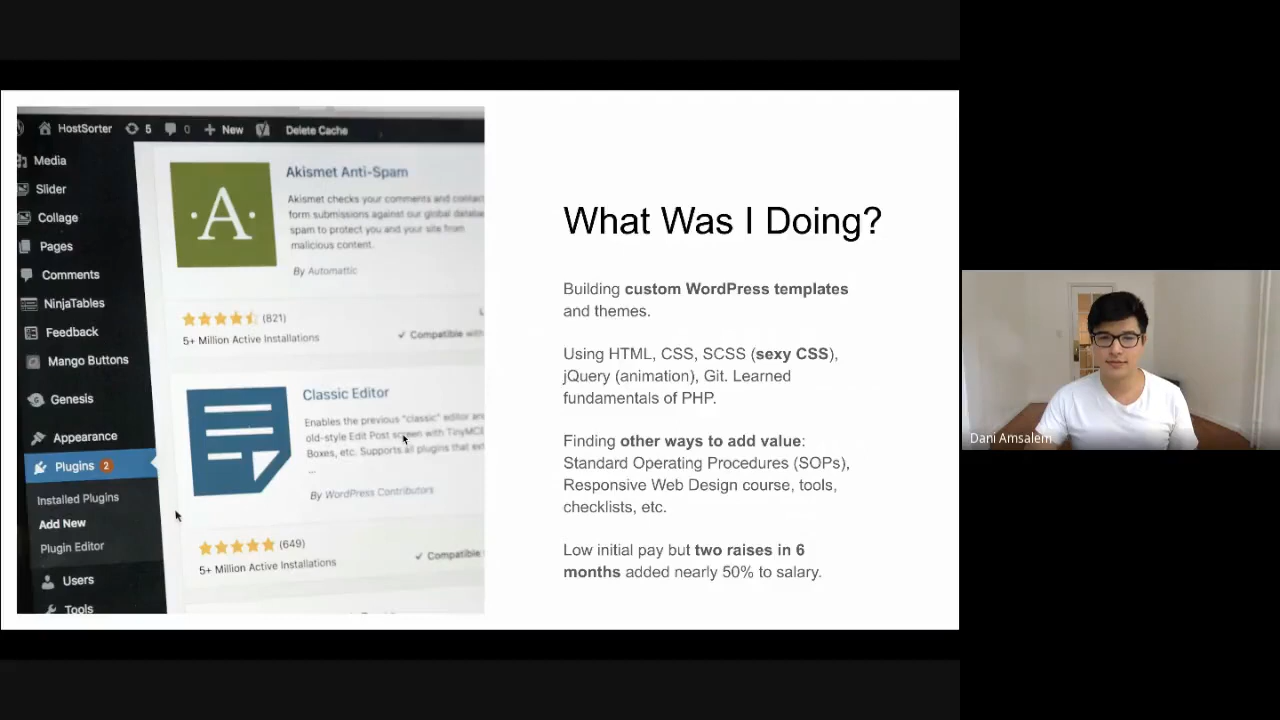 HostSorter 5 0 New Delete Cache
Media
Slider
Collage
Pages
Comments
NinjaTables
Feedback
Mango Buttons
Genesis
Appearance
Plugins 2
Installed Plugins
Add New
Plugin Editor
Users
Tools
A
Akismet Anti-Spam
Akismet checks your comments and contact
form submissions against our global database
spam to protect you and your site from
malicious content.
By Automattic
(821)
5+ Million Active Installations
Compatible with
Classic Editor
Enables the previous "classic" editor and
old-style Edit Post screen with TinyMCE
Boxes, etc. Supports all plugins that
...
By WordPress Contributors
(649)
5+ Million Active Installations
Compatible
What Was I Doing?
Building custom WordPress templates
and themes.
Using HTML, CSS, SCSS (sexy CSS),
jQuery (animation), Git. Learned
fundamentals of PHP.
Finding other ways to add value:
Standard Operating Procedures (SOPs),
Responsive Web Design course, tools,
checklists, etc.
Low initial pay but two raises in 6
months added nearly 50% to salary.
Dani Amsalem